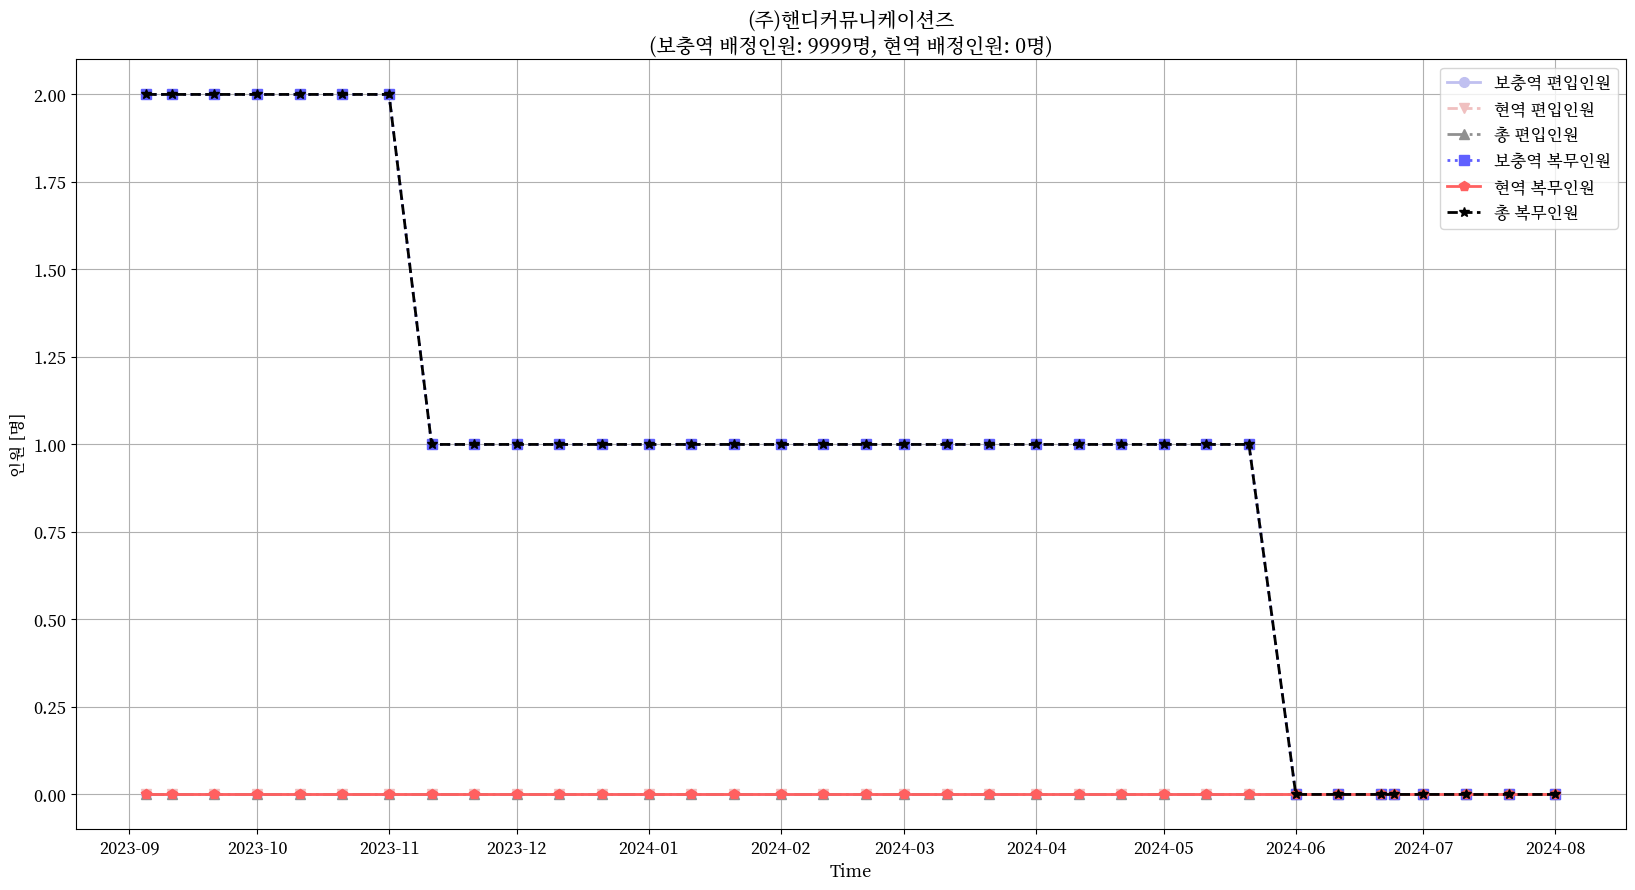 (주)핸디커뮤니케이션즈
(보충역 배정인원: 9999명, 현역 배정인원: 0명)
보충역 편입인원
현역 편입인원
총 편입인원
보충역 복무인원
현역 복무인원
총 복무인원
인원 [명]
2.00
1.75
1.50
1.25
1.00
0.75
0.50
0.25
0.00
2023-09 2023-10 2023-11 2023-12 2024-01 2024-02 2024-03 2024-04 2024-05 2024-06 2024-07 2024-08
Time